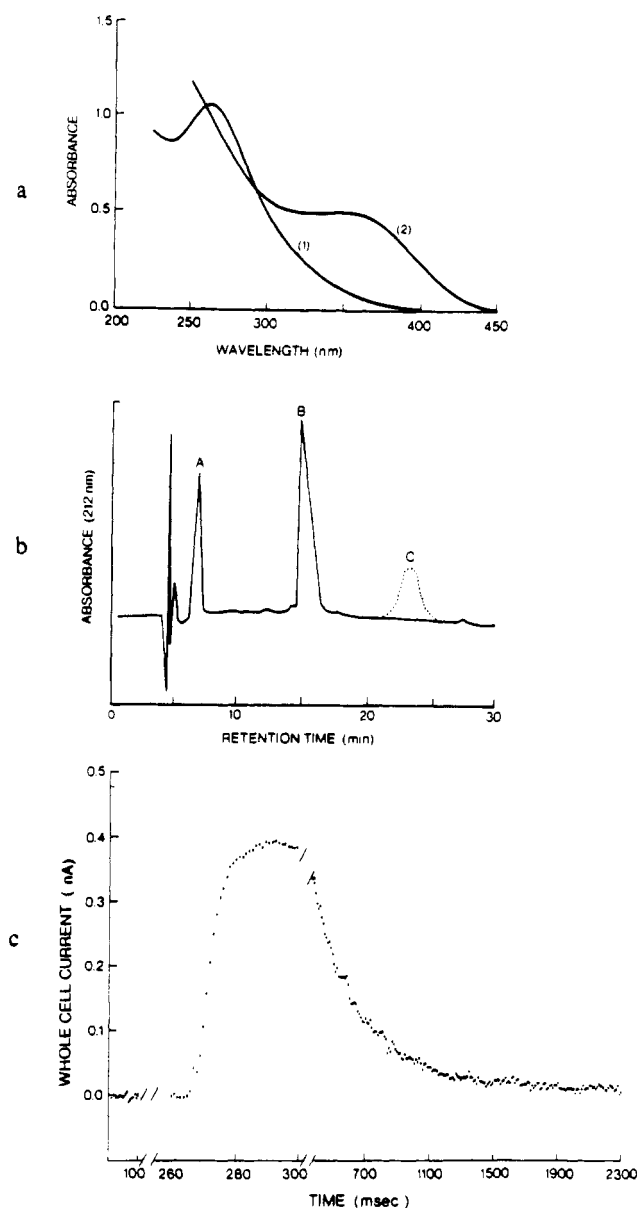 a
ABSORBANCE
1.5
1.0
0.5
0.0
(1)
(2)
200 250 300 400 450
WAVELENGTH (nm)
b
ABSORBANCE (212 nm)
A
B
C
0 10 20 30
RETENTION TIME (min)
c
WHOLE CELL CURRENT ( nA)
0.5
0.4
0.3
0.2
0.1
0.0
100 260 280 300 700 1100 1500 1900 2300
TIME (msec)